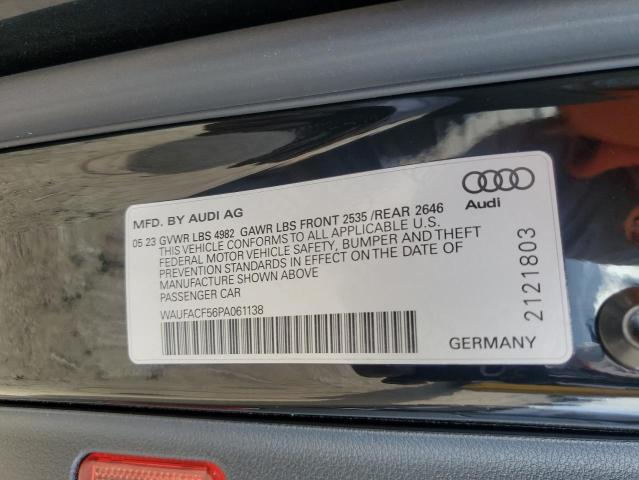 MFD. BY AUDI AG
05 23 GVWR LBS 4982 GAWR LBS FRONT 2535 /REAR 2646
THIS VEHICLE CONFORMS TO ALL APPLICABLE U.S.
FEDERAL MOTOR VEHICLE SAFETY, BUMPER AND THEFT
PREVENTION STANDARDS IN EFFECT ON THE DATE OF
MANUFACTURE SHOWN ABOVE
PASSENGER CAR
WAUFACF56PA061138
Audi
2121803
GERMANY